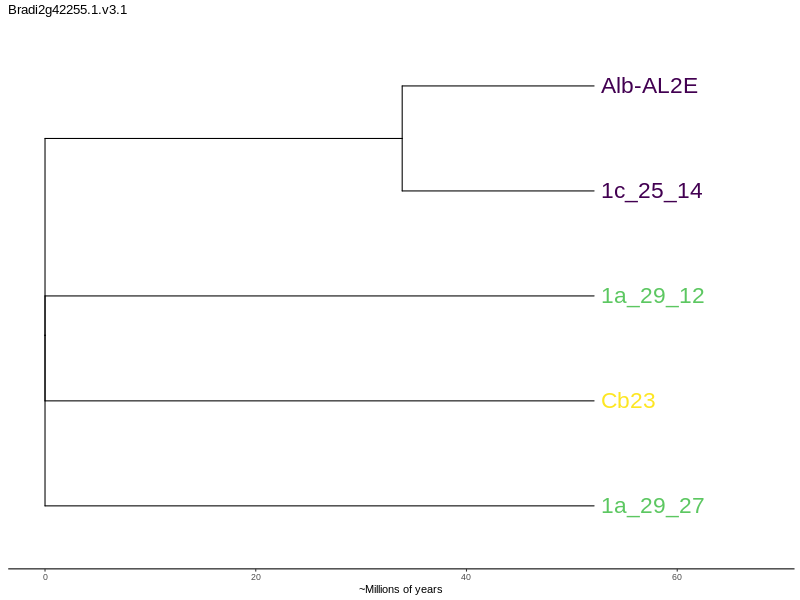 Bradi2g42255.1.v3.1
Alb-AL2E
1c_25_14
1a_29_12
Cb23
1a_29_27
0 20 40 60
~Millions of years